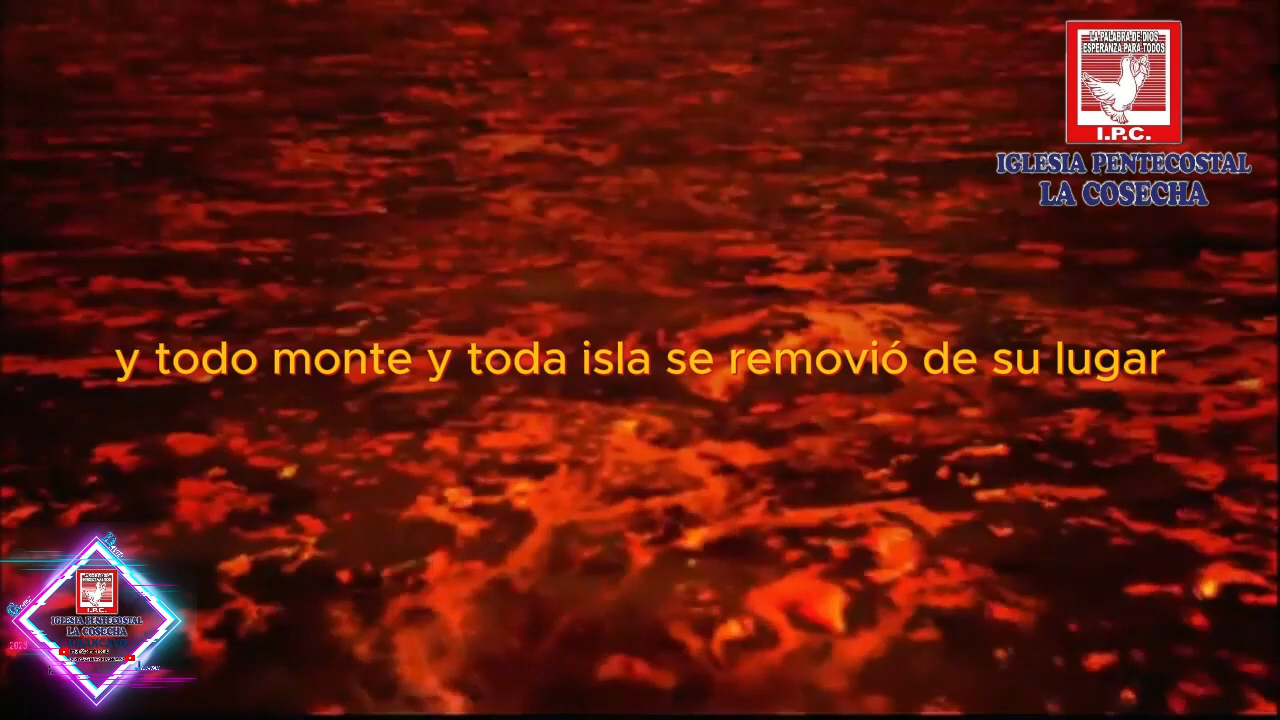 LA PALABRA DE DIOS
ESPERANZA PARA TODOS
I.P.C.
IGLESIA PENTECOSTAL
LA COSECHA
y todo monte y toda isla se removió de su lugar
I.P.C.
IGLESIA PENTECOSTAL
LA COSECHA
2023